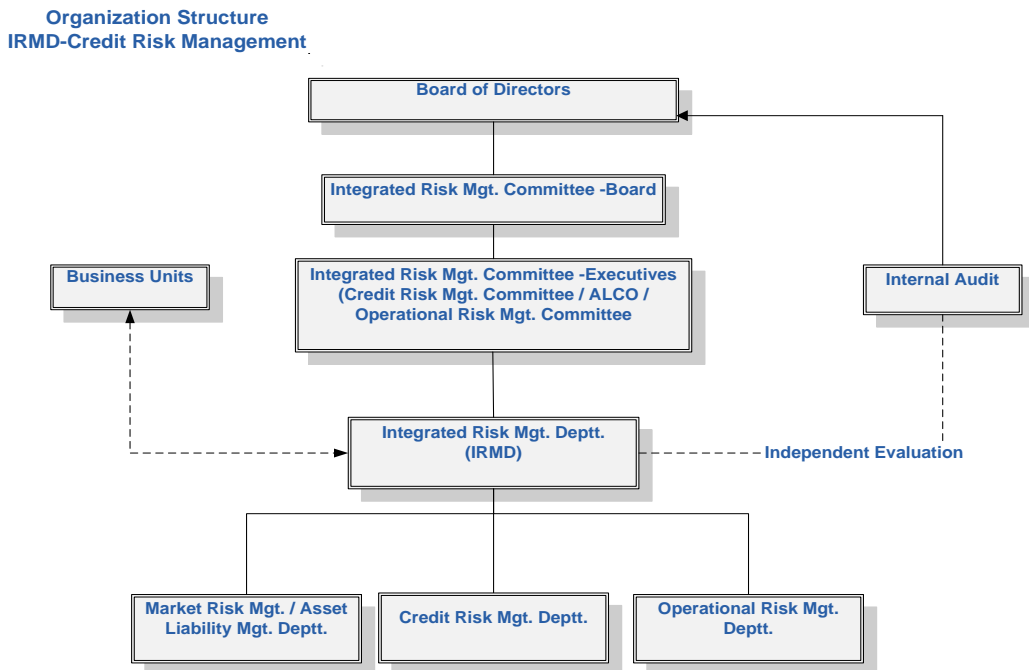 Organization Structure
IRMD-Credit Risk Management
Board of Directors
Integrated Risk Mgt. Committee -Board
Business Units
Integrated Risk Mgt. Committee -Executives
(Credit Risk Mgt. Committee / ALCO /
Operational Risk Mgt. Committee
Internal Audit
Integrated Risk Mgt. Deptt.
(IRMD)
Independent Evaluation
Market Risk Mgt. / Asset
Liability Mgt. Deptt.
Credit Risk Mgt. Deptt.
Operational Risk Mgt.
Deptt.